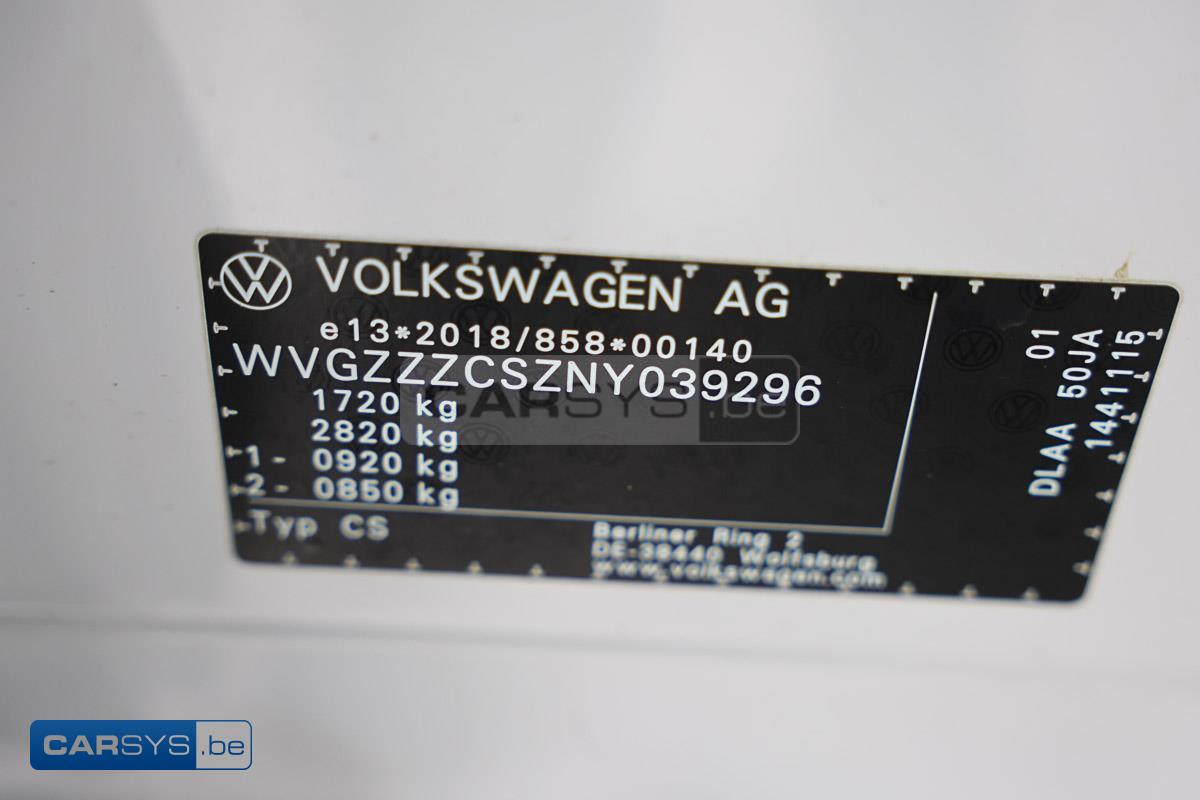 VOLKSWAGEN AG
e13*2018/858*00140
WVGZZZCSZNY039296
1720 kg
2820 kg
1- 0920 kg
2- 0850 kg
Typ CS
Berliner Ring 2
DE-38440 Wolfsburg
www.volkswagen.com
01
DLAA 50JA
1441115
CARSYS.be
CARSYS.be